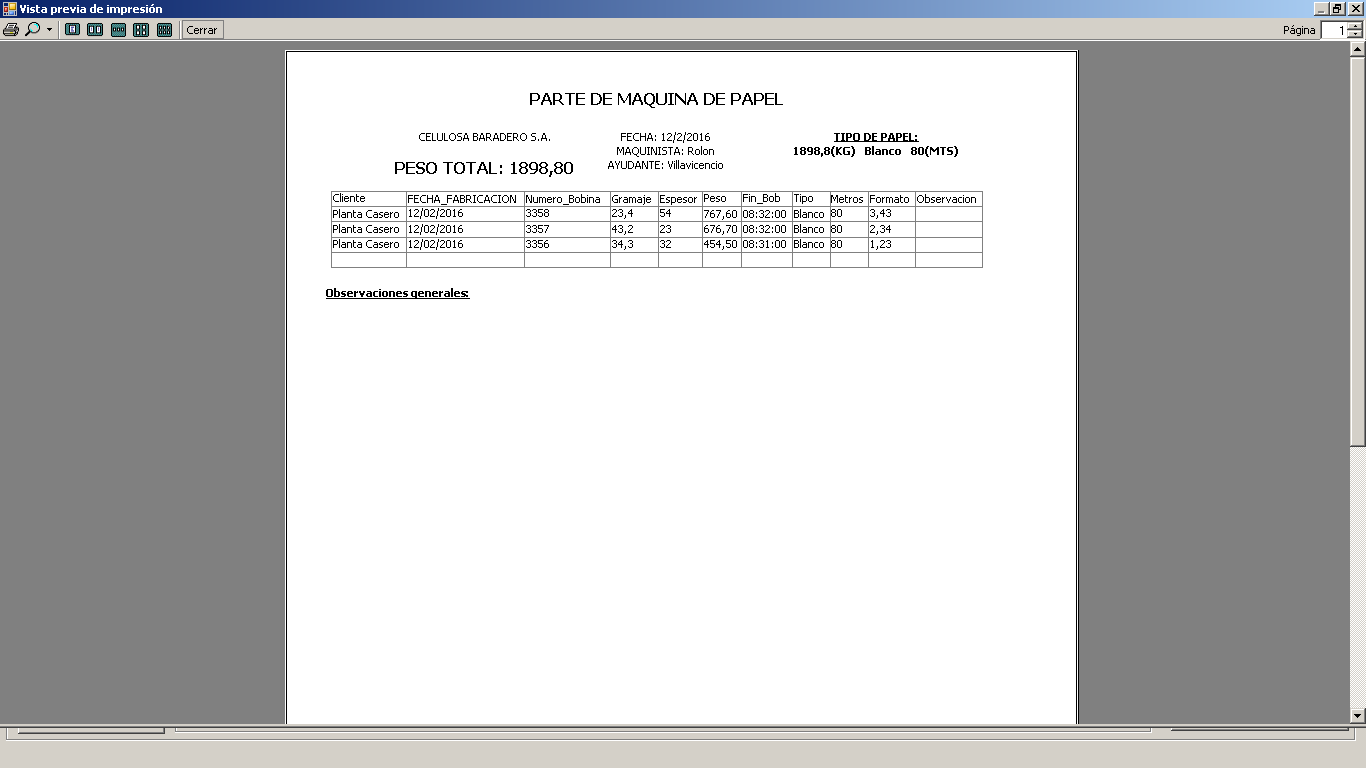 Vista previa de impresión
Cerrar
Página 1
PARTE DE MAQUINA DE PAPEL
CELULOSA BARADERO S.A. FECHA: 12/2/2016 TIPO DE PAPEL:
MAQUINISTA: Rolon 1898,8(KG) Blanco 80(MTS)
PESO TOTAL: 1898,80 AYUDANTE: Villavicencio
Cliente FECHA_FABRICACION Numero_Bobina Gramaje Espesor Peso Fin_Bob Tipo Metros Formato Observacion
Planta Casero 12/02/2016 3358 23,4 54 767,60 08:32:00 Blanco 80 3,43
Planta Casero 12/02/2016 3357 43,2 23 676,70 08:32:00 Blanco 80 2,34
Planta Casero 12/02/2016 3356 34,3 32 454,50 08:31:00 Blanco 80 1,23
Observaciones generales: